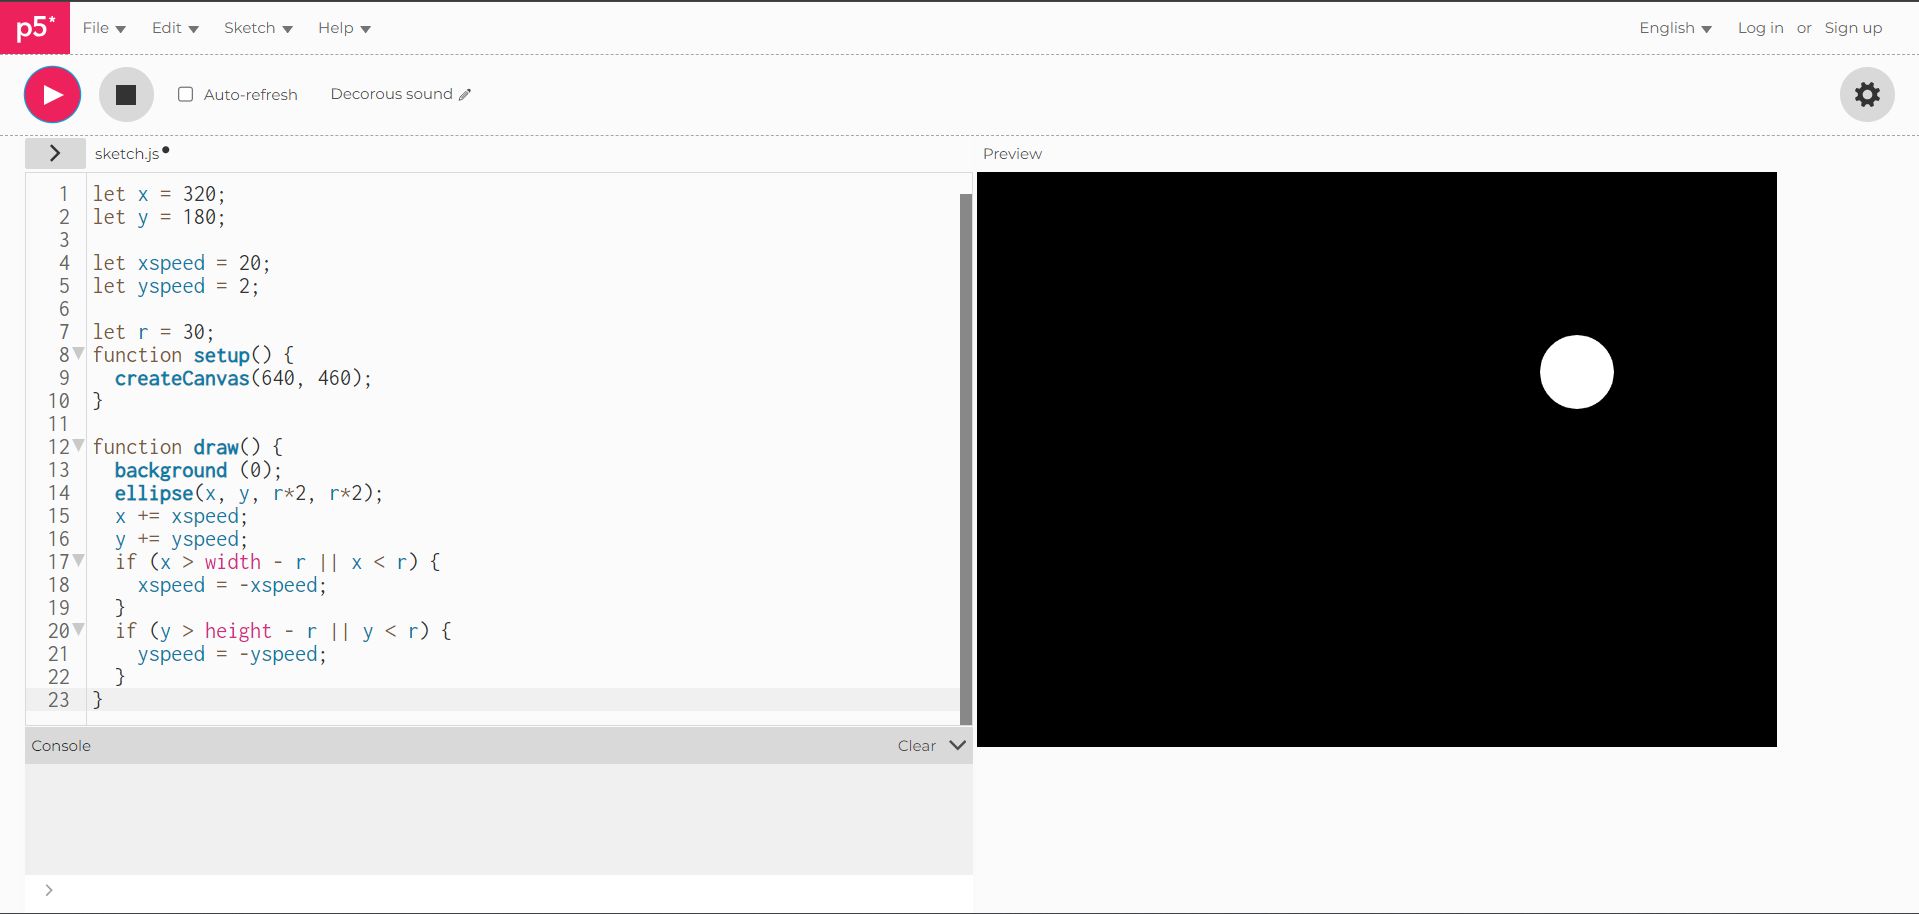 p5* File Edit Sketch Help English Log in or Sign up
Auto-refresh Decorous sound
> sketch.js● Preview
1 let x = 320;
2 let y = 180;
3
4 let xspeed = 20;
5 let yspeed = 2;
6
7 let r = 30;
8 function setup() {
9   createCanvas(640, 460);
10 }
11
12 function draw() {
13   background (0);
14   ellipse(x, y, r*2, r*2);
15   x += xspeed;
16   y += yspeed;
17   if (x > width - r || x < r) {
18     xspeed = -xspeed;
19   }
20   if (y > height - r || y < r) {
21     yspeed = -yspeed;
22   }
23 }
Console Clear
>